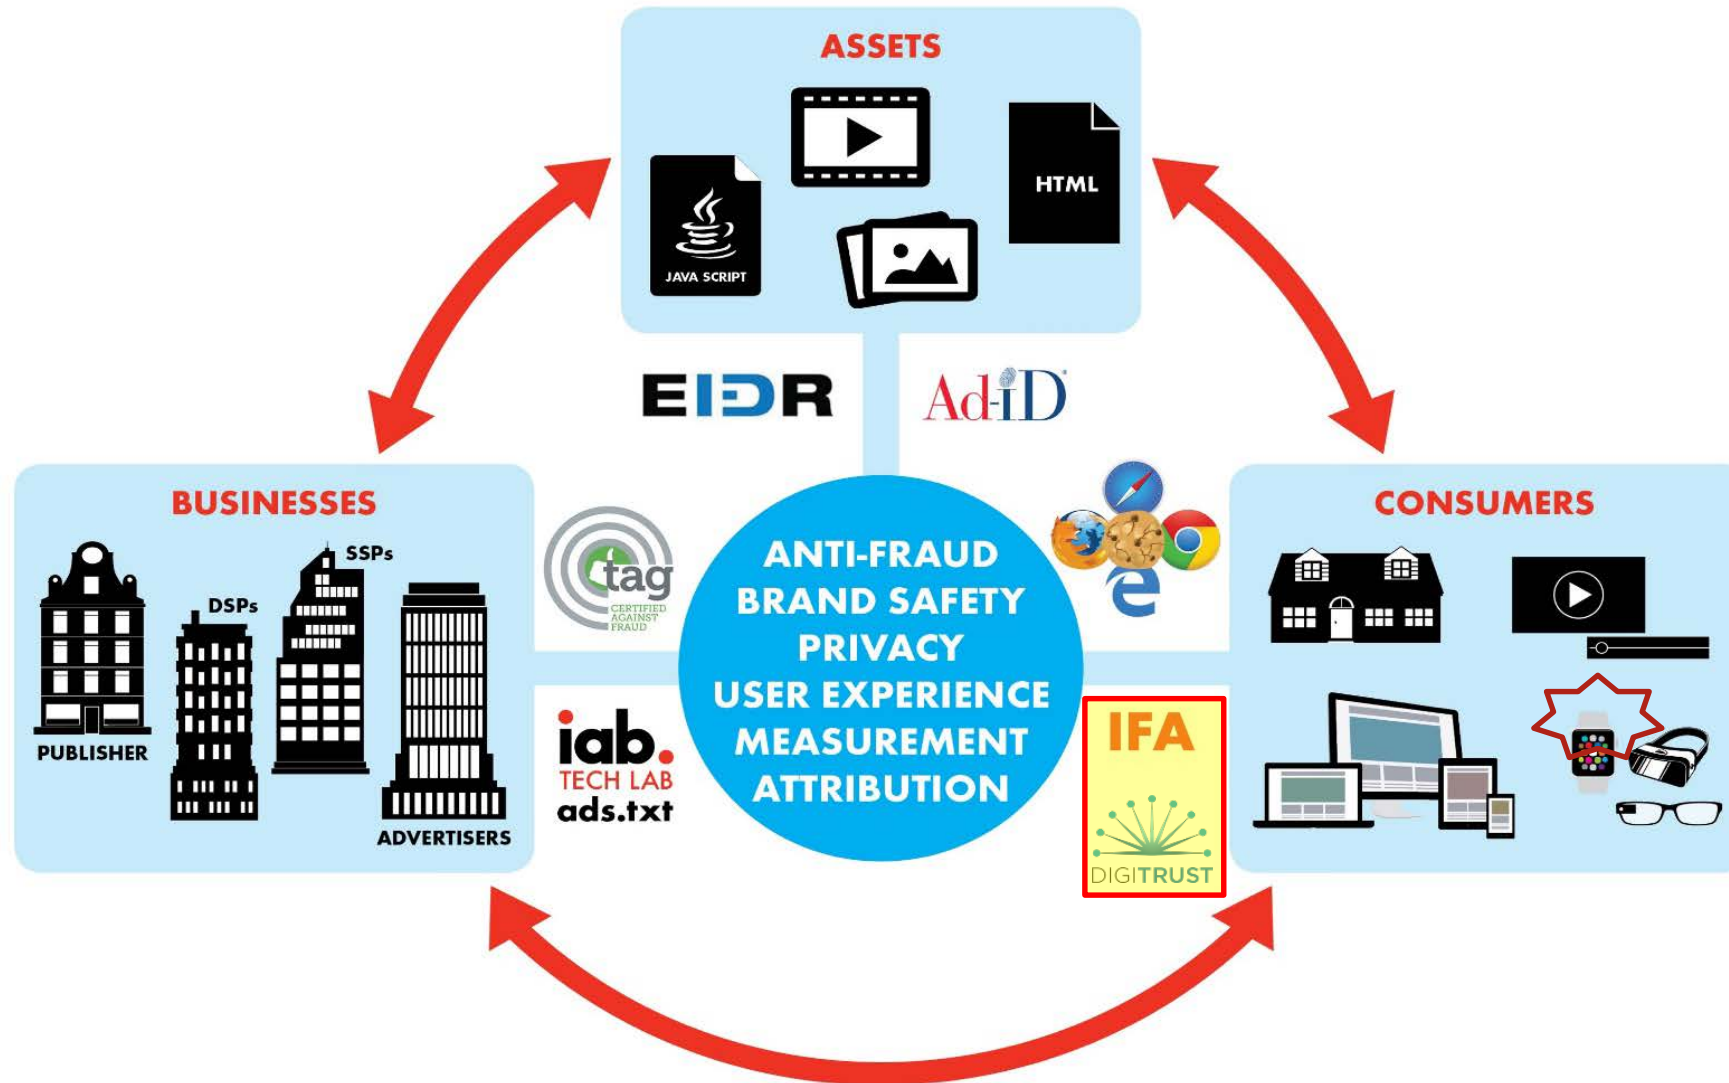 ASSETS
JAVA SCRIPT
HTML
EIDR
Ad-iD®
BUSINESSES
PUBLISHER
DSPs
SSPs
ADVERTISERS
tag
CERTIFIED
AGAINST
FRAUD
iab.
TECH LAB
ads.txt
ANTI-FRAUD
BRAND SAFETY
PRIVACY
USER EXPERIENCE
MEASUREMENT
ATTRIBUTION
IFA
DIGITRUST
CONSUMERS